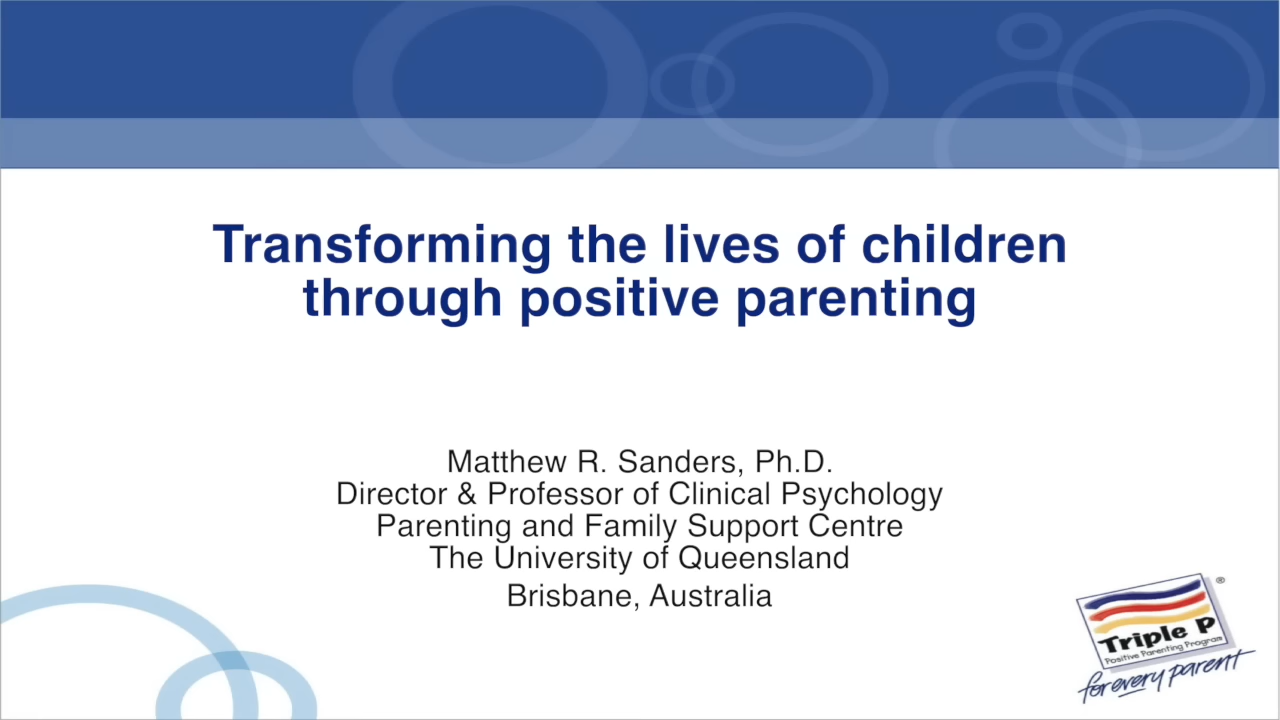 Transforming the lives of children
through positive parenting
Matthew R. Sanders, Ph.D.
Director & Professor of Clinical Psychology
Parenting and Family Support Centre
The University of Queensland
Brisbane, Australia
®
Triple P
Positive Parenting Program
for every parent